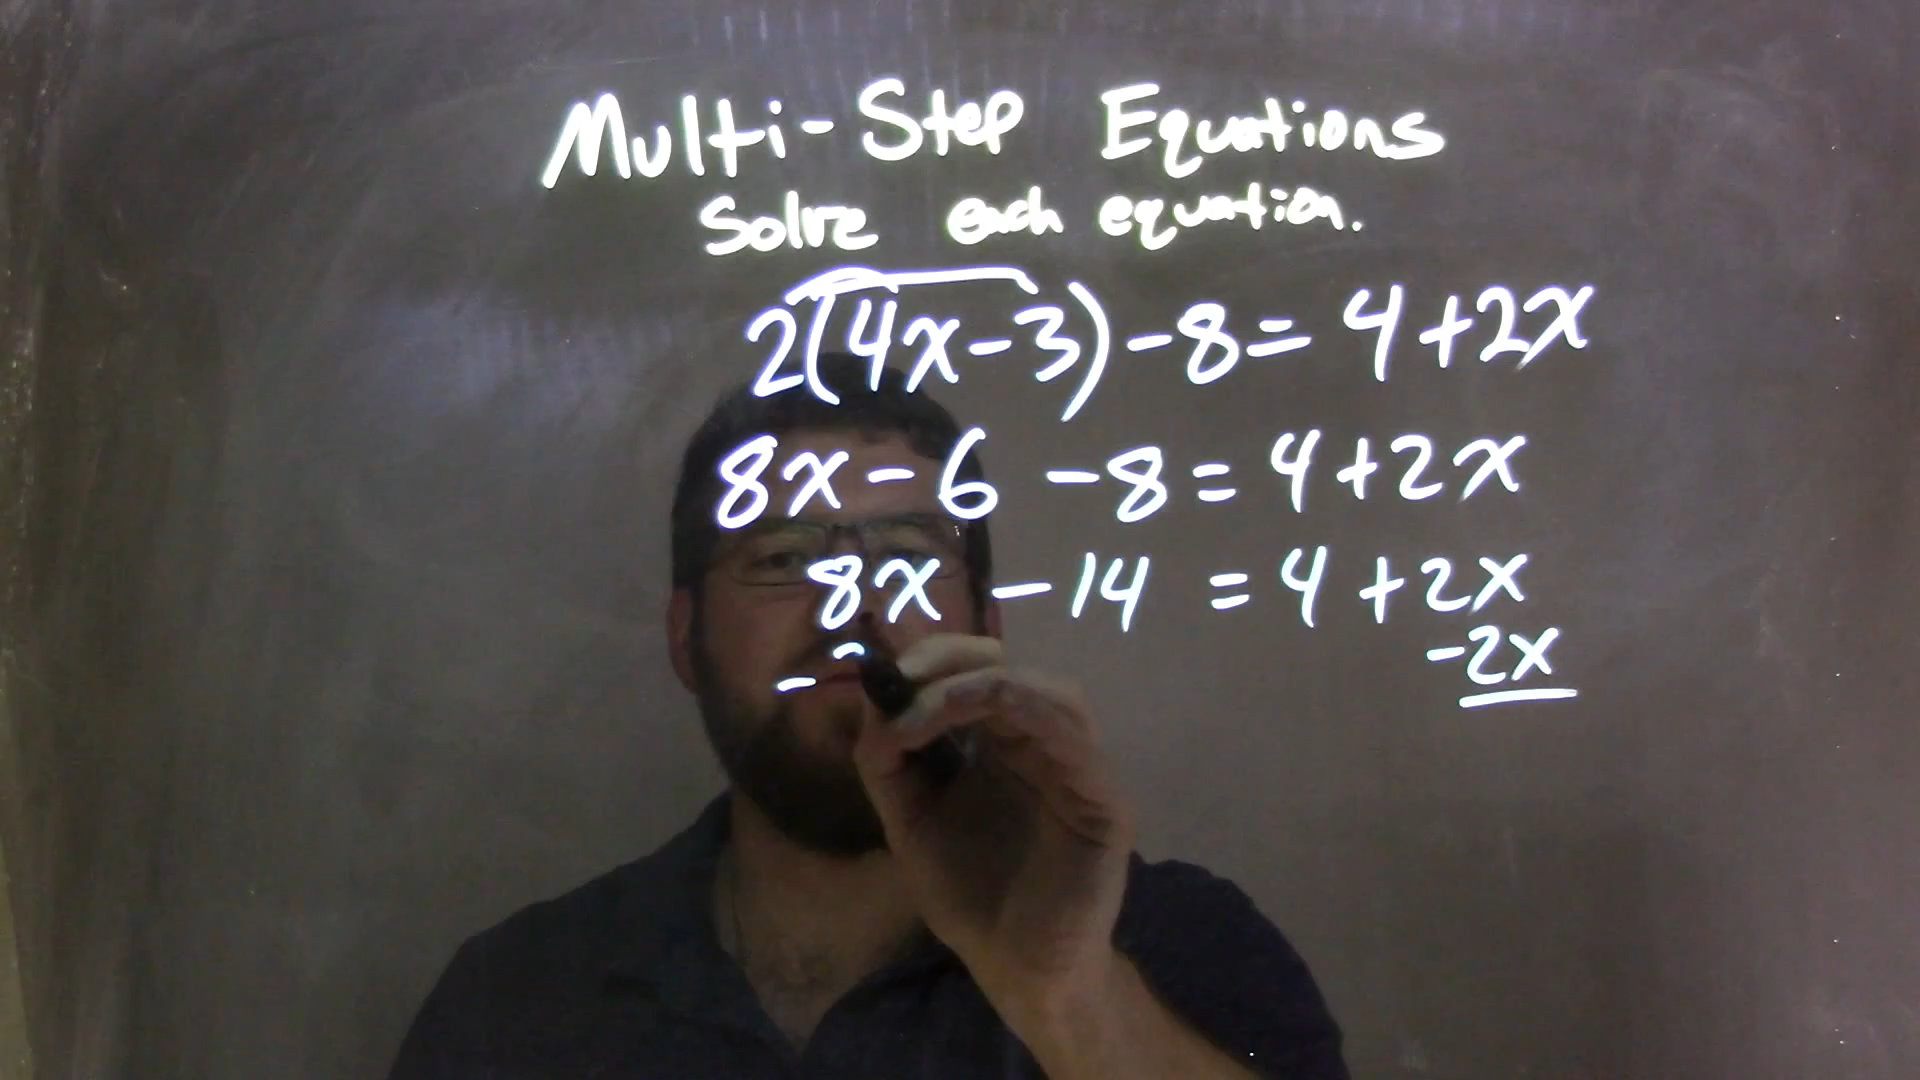 Multi-Step Equations
Solve each equation.
2(4x-3)-8=4+2x
8x-6-8=4+2x
8x-14=4+2x
- -2x